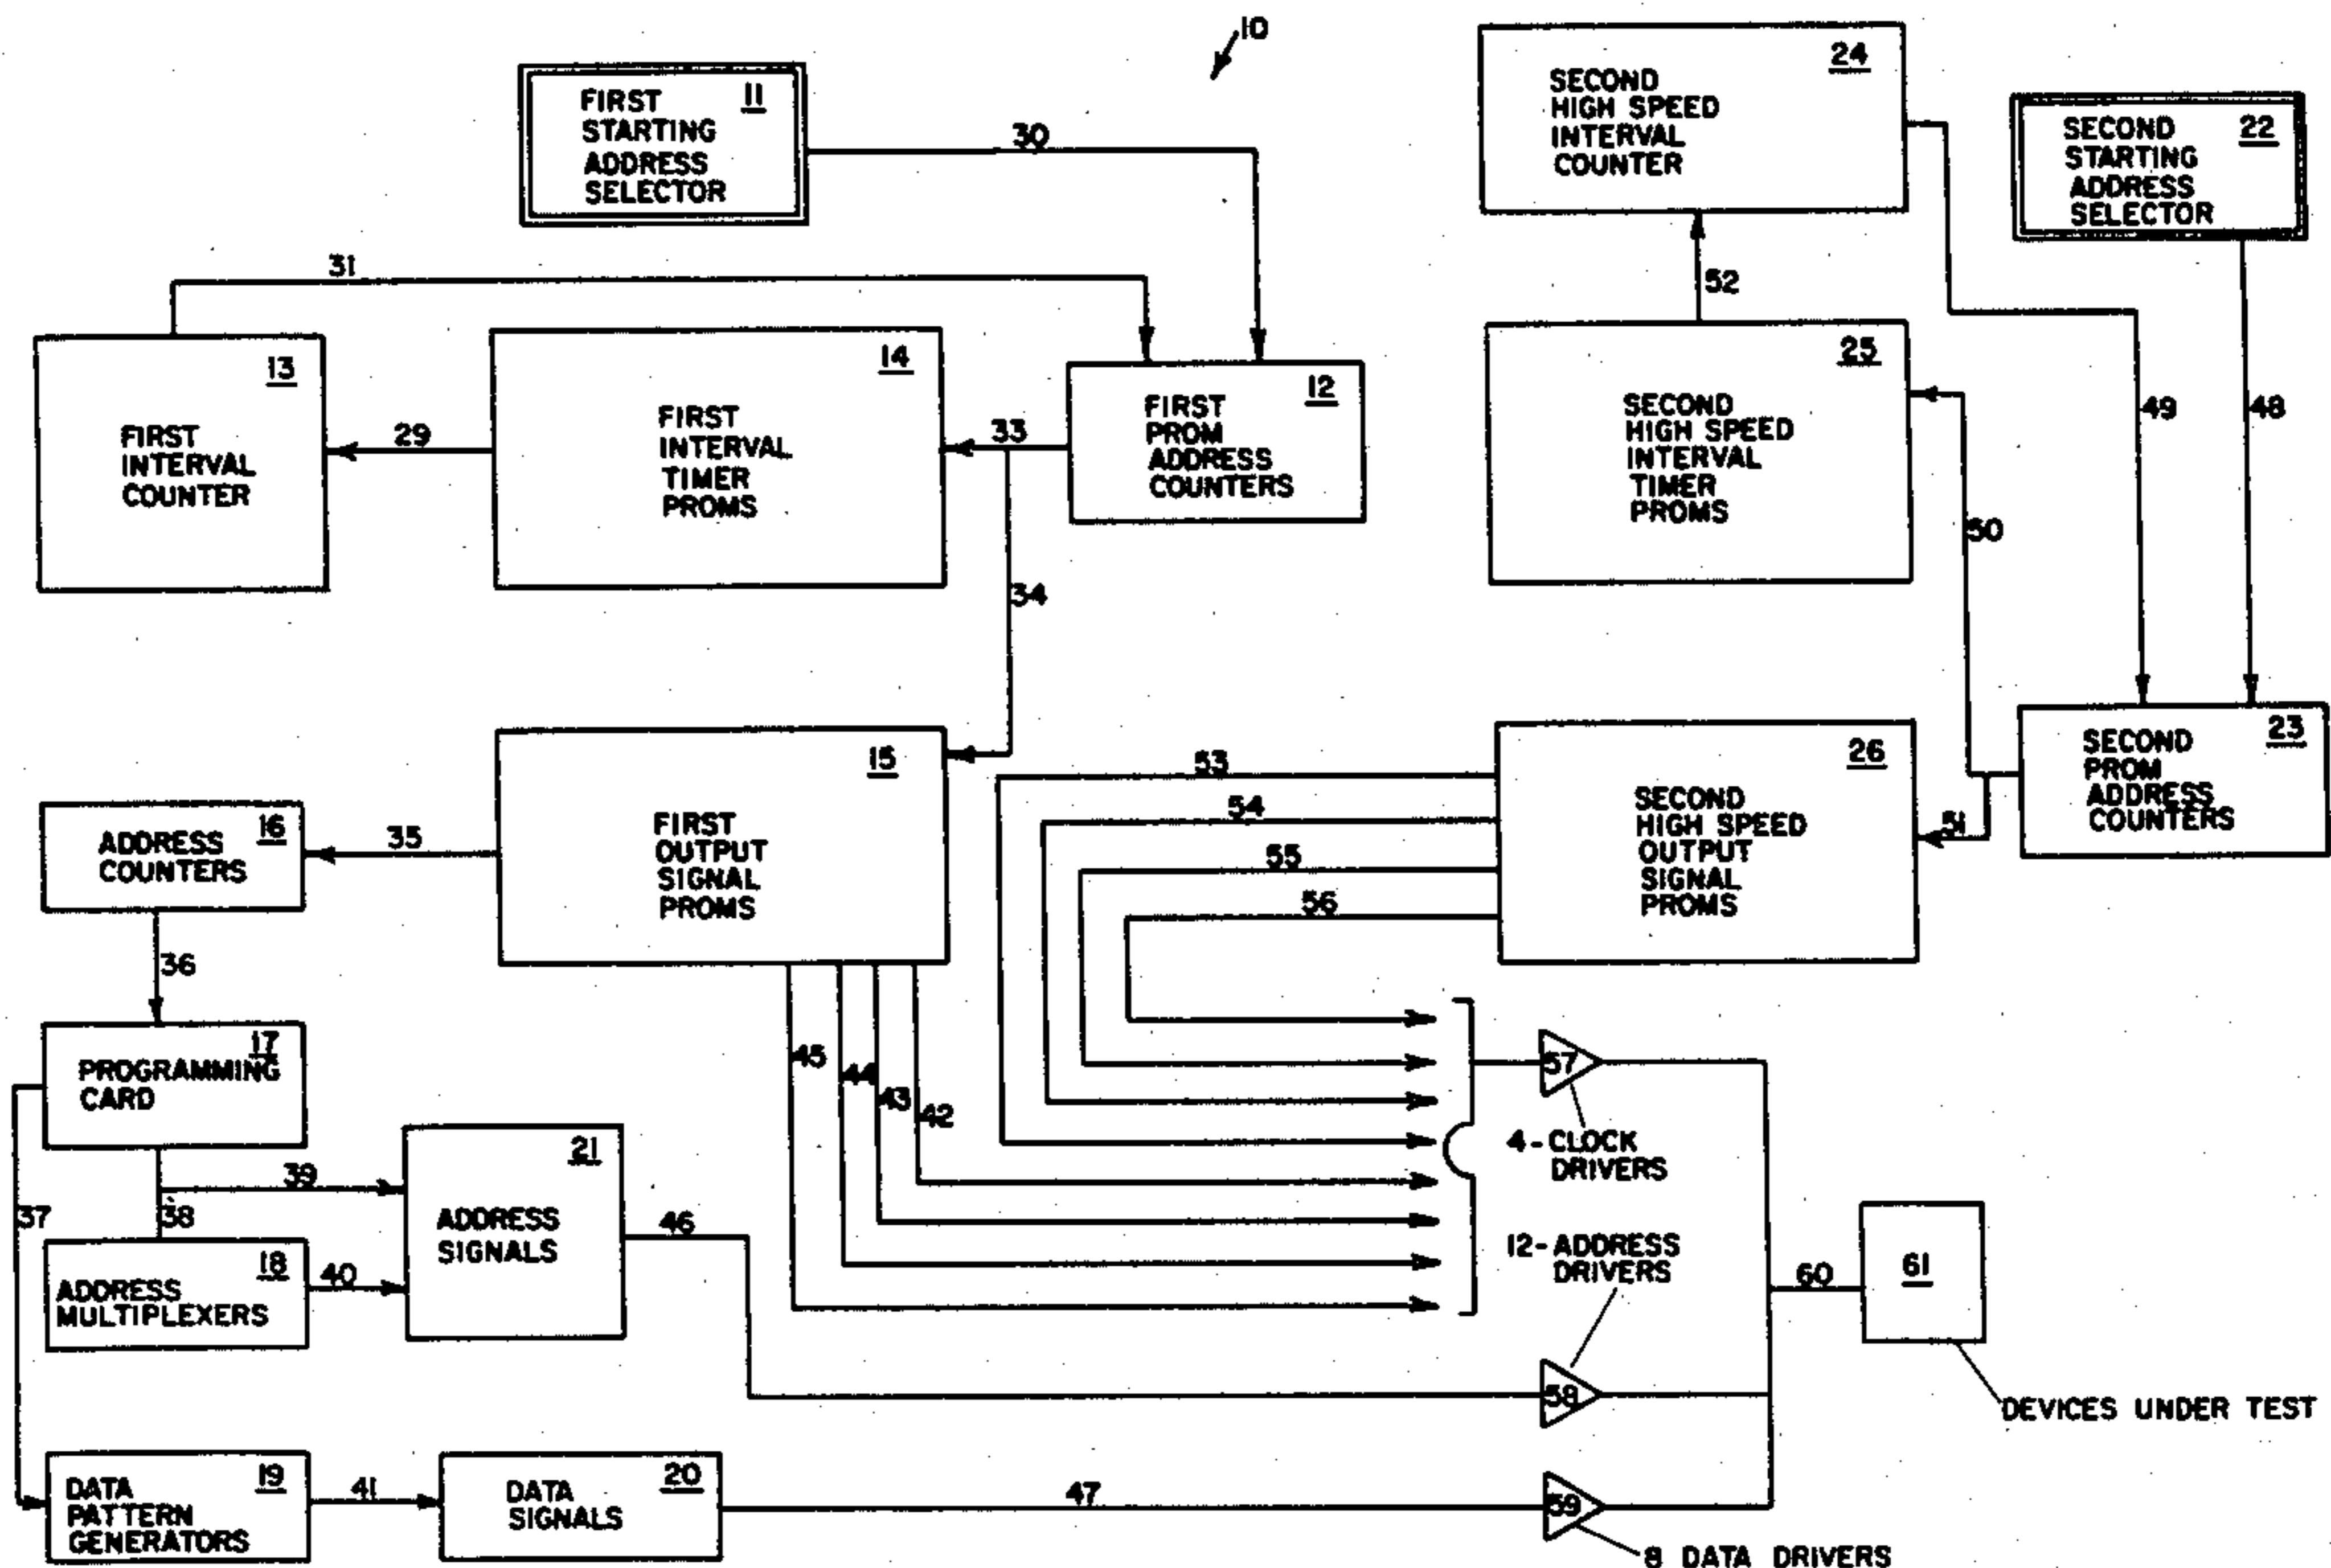 10
FIRST
STARTING
ADDRESS
SELECTOR
11
30
SECOND
HIGH SPEED
INTERVAL
COUNTER
24
SECOND
STARTING
ADDRESS
SELECTOR
22
31
52
FIRST
INTERVAL
COUNTER
13
29
FIRST
INTERVAL
TIMER
PROMS
14
33
FIRST
PROM
ADDRESS
COUNTERS
12
34
SECOND
HIGH SPEED
INTERVAL
TIMER
PROMS
25
50
49
48
FIRST
OUTPUT
SIGNAL
PROMS
15
35
ADDRESS
COUNTERS
16
36
53
54
55
56
SECOND
HIGH SPEED
OUTPUT
SIGNAL
PROMS
26
51
SECOND
PROM
ADDRESS
COUNTERS
23
PROGRAMMING
CARD
17
45
44
43
42
57
4-CLOCK
DRIVERS
37
38
39
ADDRESS
SIGNALS
21
46
ADDRESS
MULTIPLEXERS
18
40
12-ADDRESS
DRIVERS
58
60
61
DEVICES UNDER TEST
DATA
PATTERN
GENERATORS
19
41
DATA
SIGNALS
20
47
59
8 DATA DRIVERS